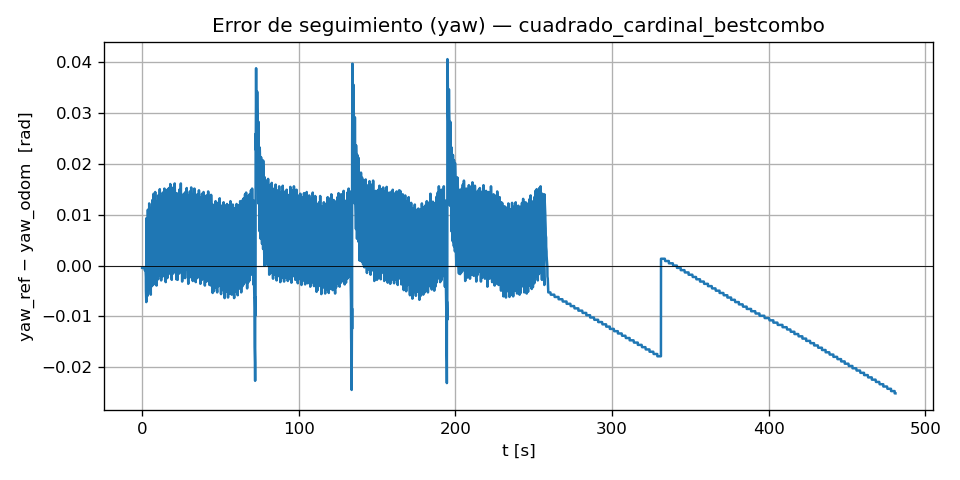 Error de seguimiento (yaw) — cuadrado_cardinal_bestcombo
yaw_ref − yaw_odom [rad]
0.04
0.03
0.02
0.01
0.00
−0.01
−0.02
0 100 200 300 400 500
t [s]